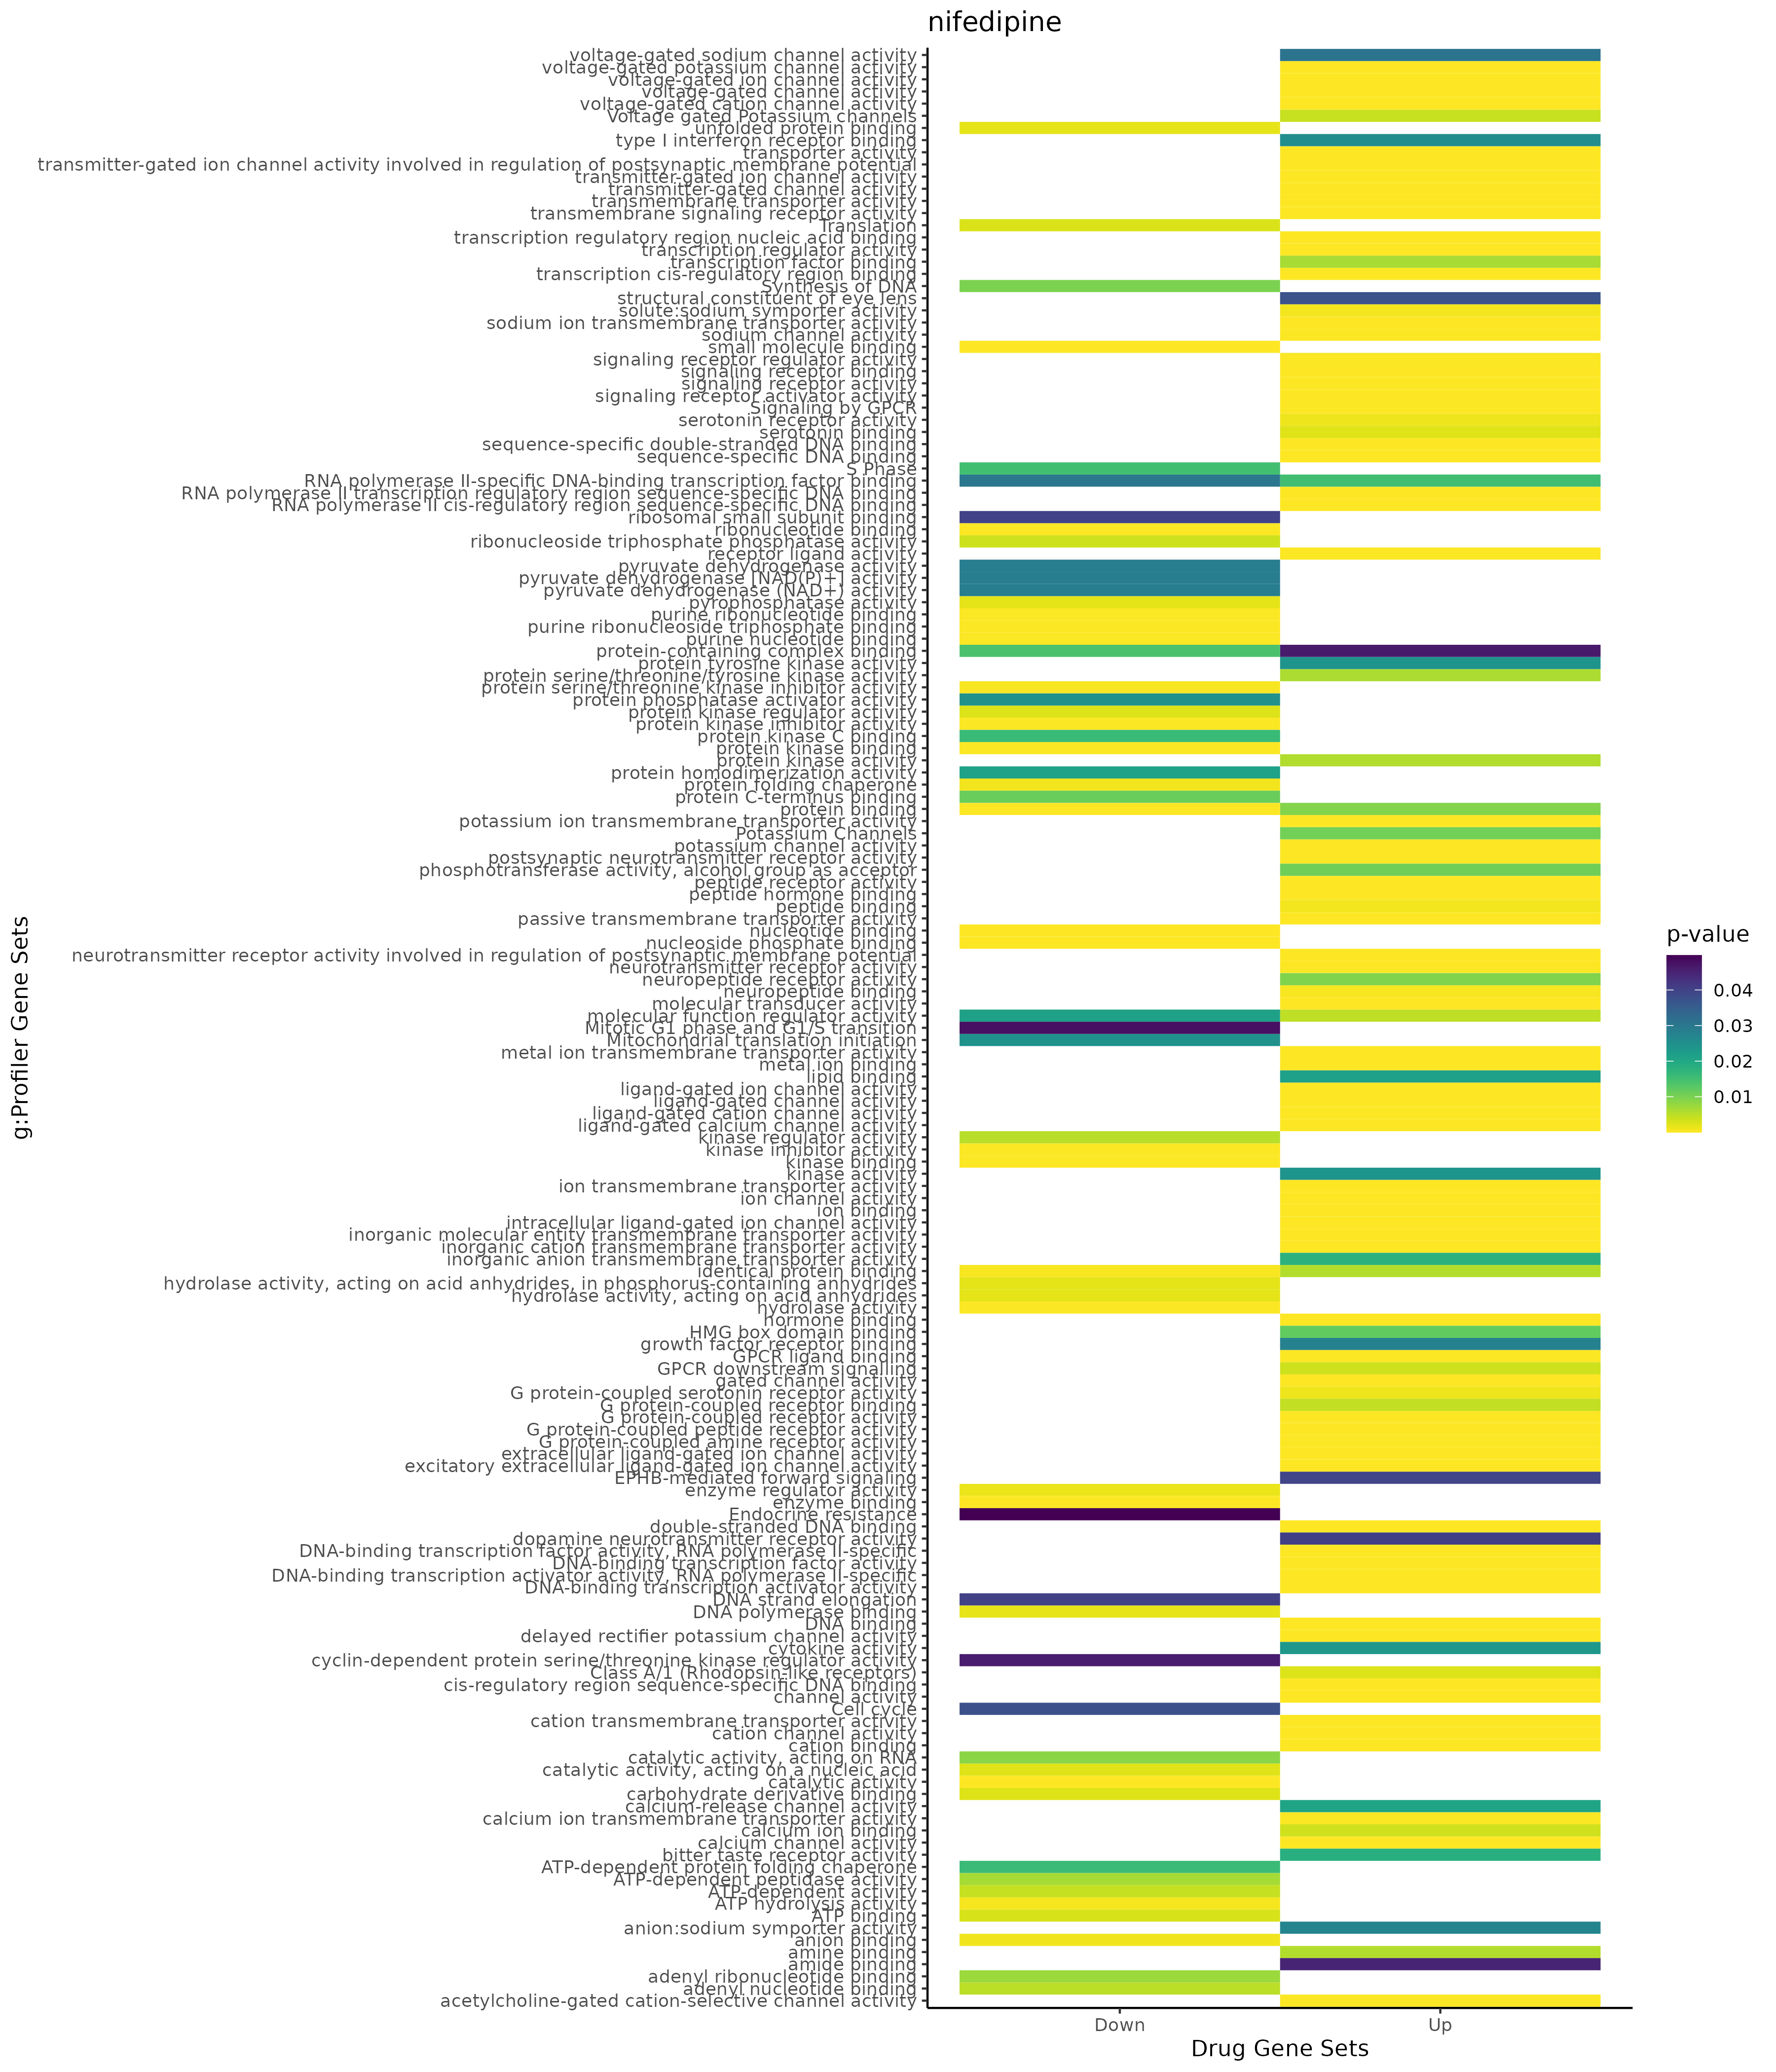 nifedipine
voltage-gated sodium channel activity
voltage-gated potassium channel activity
voltage-gated ion channel activity
voltage-gated channel activity
voltage-gated cation channel activity
Voltage gated Potassium channels
unfolded protein binding
type I interferon receptor binding
transporter activity
transmitter-gated ion channel activity involved in regulation of postsynaptic membrane potential
transmitter-gated ion channel activity
transmitter-gated channel activity
transmembrane transporter activity
transmembrane signaling receptor activity
Translation
transcription regulatory region nucleic acid binding
transcription regulator activity
transcription factor binding
transcription cis-regulatory region binding
Synthesis of DNA
structural constituent of eye lens
solute:sodium symporter activity
sodium ion transmembrane transporter activity
sodium channel activity
small molecule binding
signaling receptor regulator activity
signaling receptor binding
signaling receptor activity
signaling receptor activator activity
Signaling by GPCR
serotonin receptor activity
serotonin binding
sequence-specific double-stranded DNA binding
sequence-specific DNA binding
S Phase
RNA polymerase II-specific DNA-binding transcription factor binding
RNA polymerase II transcription regulatory region sequence-specific DNA binding
RNA polymerase II cis-regulatory region sequence-specific DNA binding
ribosomal small subunit binding
ribonucleotide binding
ribonucleoside triphosphate phosphatase activity
receptor ligand activity
pyruvate dehydrogenase activity
pyruvate dehydrogenase [NAD(P)+] activity
pyruvate dehydrogenase (NAD+) activity
pyrophosphatase activity
purine ribonucleotide binding
purine ribonucleoside triphosphate binding
purine nucleotide binding
protein-containing complex binding
protein tyrosine kinase activity
protein serine/threonine/tyrosine kinase activity
protein serine/threonine kinase inhibitor activity
protein phosphatase activator activity
protein kinase regulator activity
protein kinase inhibitor activity
protein kinase C binding
protein kinase binding
protein kinase activity
protein homodimerization activity
protein folding chaperone
protein C-terminus binding
protein binding
potassium ion transmembrane transporter activity
Potassium Channels
potassium channel activity
postsynaptic neurotransmitter receptor activity
phosphotransferase activity, alcohol group as acceptor
peptide receptor activity
peptide hormone binding
peptide binding
passive transmembrane transporter activity
nucleotide binding
nucleoside phosphate binding
neurotransmitter receptor activity involved in regulation of postsynaptic membrane potential
neurotransmitter receptor activity
neuropeptide receptor activity
neuropeptide binding
molecular transducer activity
molecular function regulator activity
Mitotic G1 phase and G1/S transition
Mitochondrial translation initiation
metal ion transmembrane transporter activity
metal ion binding
lipid binding
ligand-gated ion channel activity
ligand-gated channel activity
ligand-gated cation channel activity
ligand-gated calcium channel activity
kinase regulator activity
kinase inhibitor activity
kinase binding
kinase activity
ion transmembrane transporter activity
ion channel activity
ion binding
intracellular ligand-gated ion channel activity
inorganic molecular entity transmembrane transporter activity
inorganic cation transmembrane transporter activity
inorganic anion transmembrane transporter activity
identical protein binding
hydrolase activity, acting on acid anhydrides, in phosphorus-containing anhydrides
hydrolase activity, acting on acid anhydrides
hydrolase activity
hormone binding
HMG box domain binding
growth factor receptor binding
GPCR ligand binding
GPCR downstream signalling
gated channel activity
G protein-coupled serotonin receptor activity
G protein-coupled receptor binding
G protein-coupled receptor activity
G protein-coupled peptide receptor activity
G protein-coupled amine receptor activity
extracellular ligand-gated ion channel activity
excitatory extracellular ligand-gated ion channel activity
EPHB-mediated forward signaling
enzyme regulator activity
enzyme binding
Endocrine resistance
double-stranded DNA binding
dopamine neurotransmitter receptor activity
DNA-binding transcription factor activity, RNA polymerase II-specific
DNA-binding transcription factor activity
DNA-binding transcription activator activity, RNA polymerase II-specific
DNA-binding transcription activator activity
DNA strand elongation
DNA polymerase binding
DNA binding
delayed rectifier potassium channel activity
cytokine activity
cyclin-dependent protein serine/threonine kinase regulator activity
Class A/1 (Rhodopsin-like receptors)
cis-regulatory region sequence-specific DNA binding
channel activity
Cell cycle
cation transmembrane transporter activity
cation channel activity
cation binding
catalytic activity, acting on RNA
catalytic activity, acting on a nucleic acid
catalytic activity
carbohydrate derivative binding
calcium-release channel activity
calcium ion transmembrane transporter activity
calcium ion binding
calcium channel activity
bitter taste receptor activity
ATP-dependent protein folding chaperone
ATP-dependent peptidase activity
ATP-dependent activity
ATP hydrolysis activity
ATP binding
anion:sodium symporter activity
anion binding
amine binding
amide binding
adenyl ribonucleotide binding
adenyl nucleotide binding
acetylcholine-gated cation-selective channel activity
g:Profiler Gene Sets
Down
Up
Drug Gene Sets
p-value
0.04
0.03
0.02
0.01